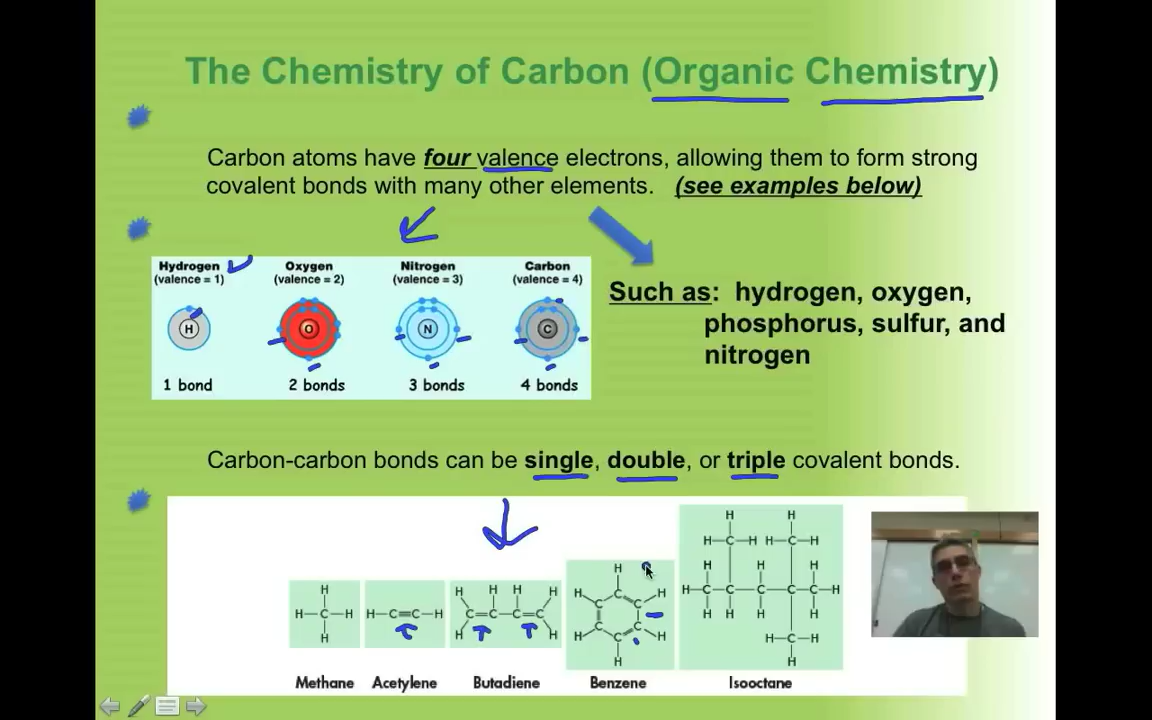 The Chemistry of Carbon (Organic Chemistry)
Carbon atoms have four valence electrons, allowing them to form strong
covalent bonds with many other elements. (see examples below)
Hydrogen Oxygen Nitrogen Carbon
(valence = 1) (valence = 2) (valence = 3) (valence = 4)
H O N C
1 bond 2 bonds 3 bonds 4 bonds
Such as: hydrogen, oxygen,
phosphorus, sulfur, and
nitrogen
Carbon-carbon bonds can be single, double, or triple covalent bonds.
H
H—C—H
H
Methane
H—C≡C—H
Acetylene
H H H H
C=C—C=C
H H
Butadiene
H
H C H
C C
C C
H C H
H
Benzene
H H
H—C—H H—C—H
H H H
H—C—C—C—C—C—H
H H H H
H—C—H
H
Isooctane